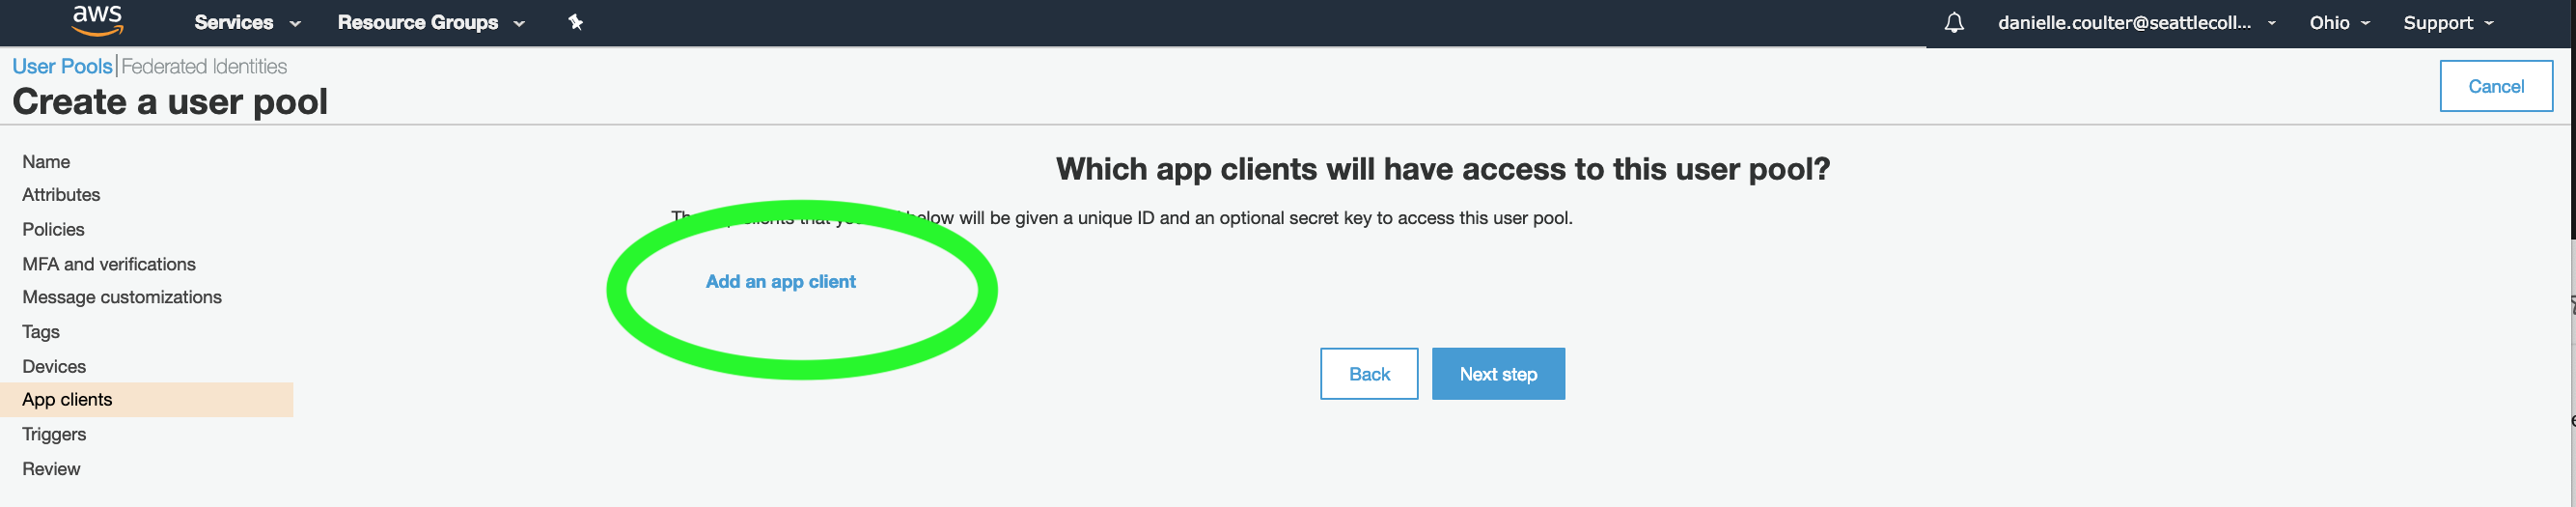 aws Services Resource Groups danielle.coulter@seattlecoll... Ohio Support
User Pools Federated Identities
Create a user pool
Cancel
Name
Attributes
Policies
MFA and verifications
Message customizations
Tags
Devices
App clients
Triggers
Review
Which app clients will have access to this user pool?
clients that below will be given a unique ID and an optional secret key to access this user pool.
Add an app client
Back Next step